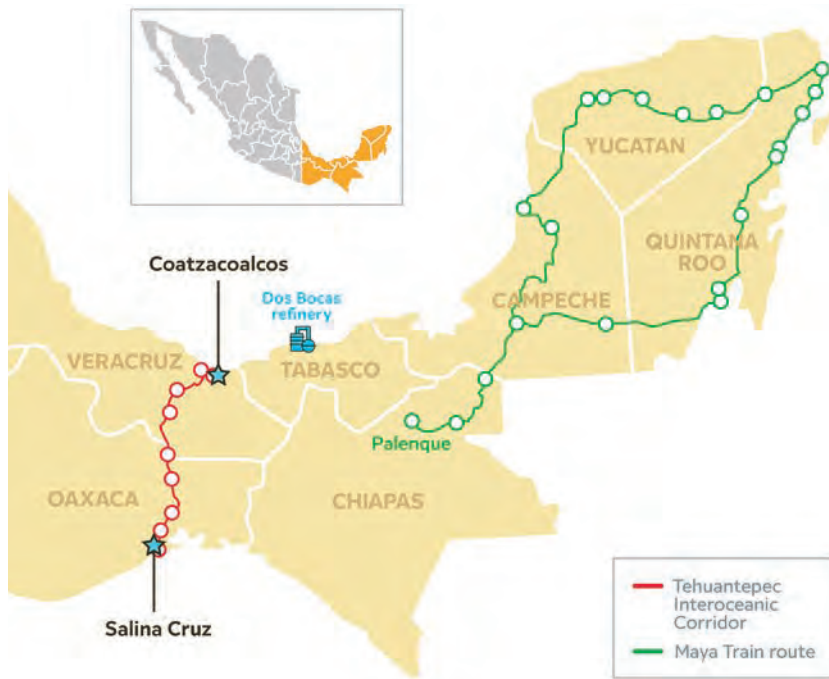 YUCATAN
QUINTANA
ROO
Coatzacoalcos
Dos Bocas
refinery
CAMPECHE
VERACRUZ
TABASCO
Palenque
OAXACA
CHIAPAS
Salina Cruz
Tehuantepec
Interoceanic
Corridor
Maya Train route